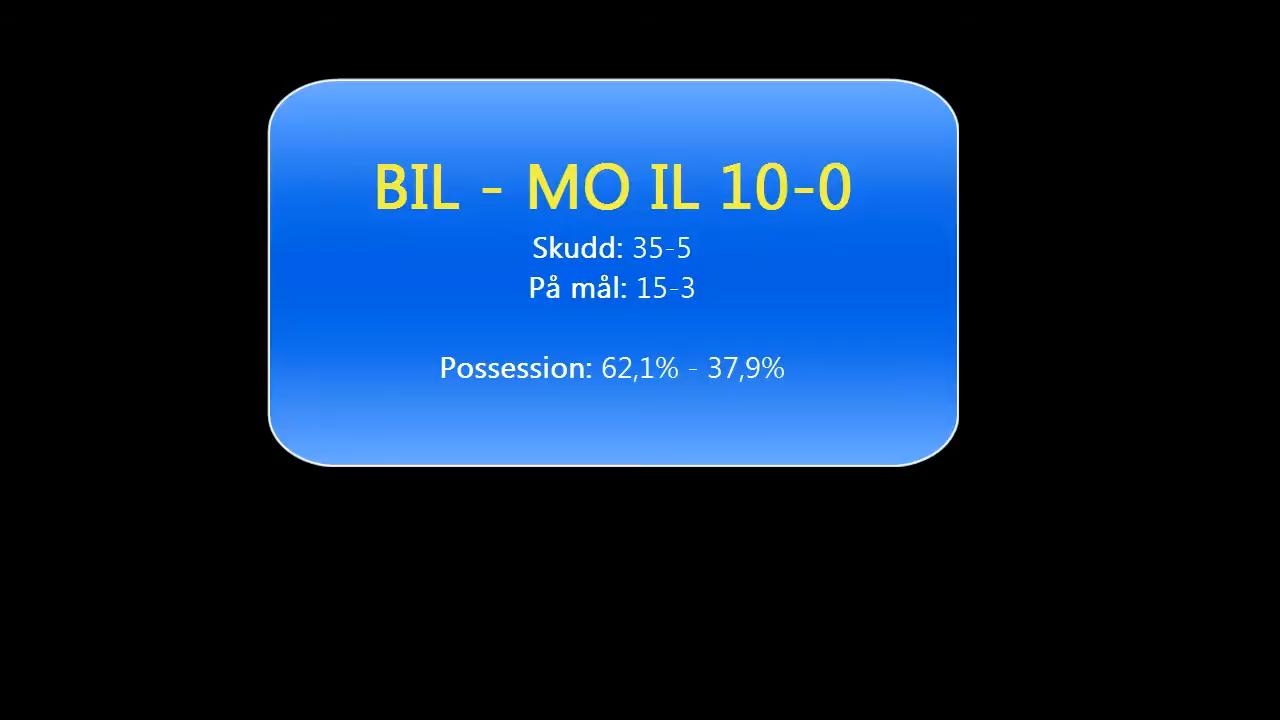 BIL - MO IL 10-0
Skudd: 35-5
På mål: 15-3
Possession: 62,1% - 37,9%